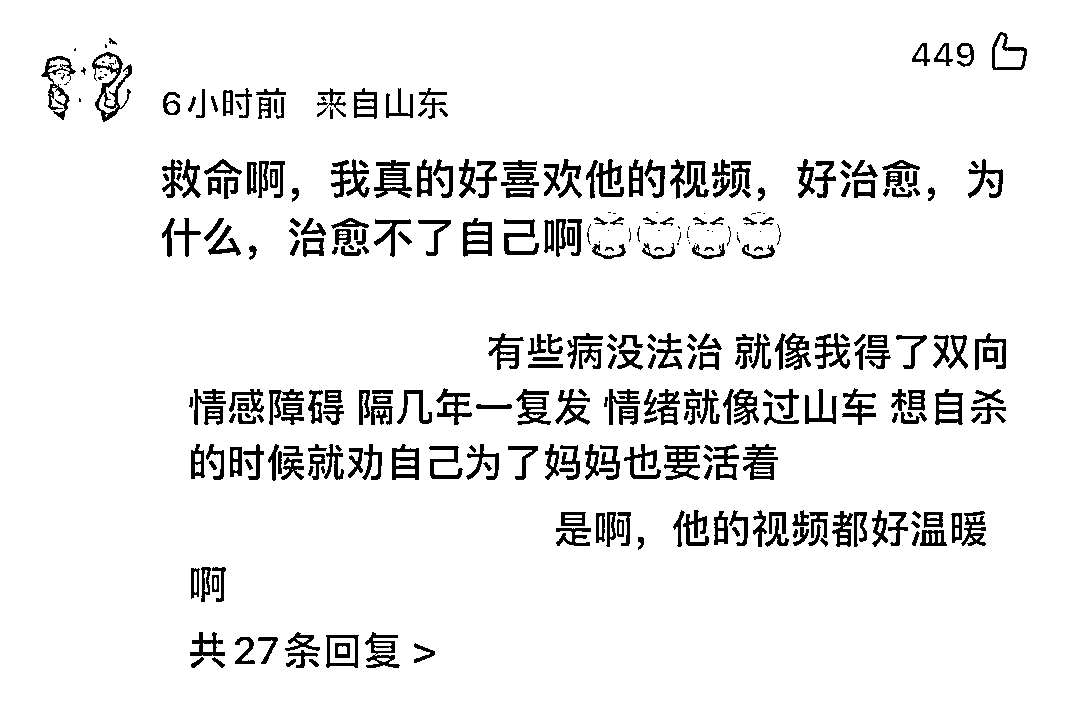 449
6小时前 来自山东
救命啊，我真的好喜欢他的视频，好治愈，为
什么，治愈不了自己啊
有些病没法治 就像我得了双向
情感障碍 隔几年一复发 情绪就像过山车 想自杀
的时候就劝自己为了妈妈也要活着
是啊，他的视频都好温暖
啊
共27条回复 >